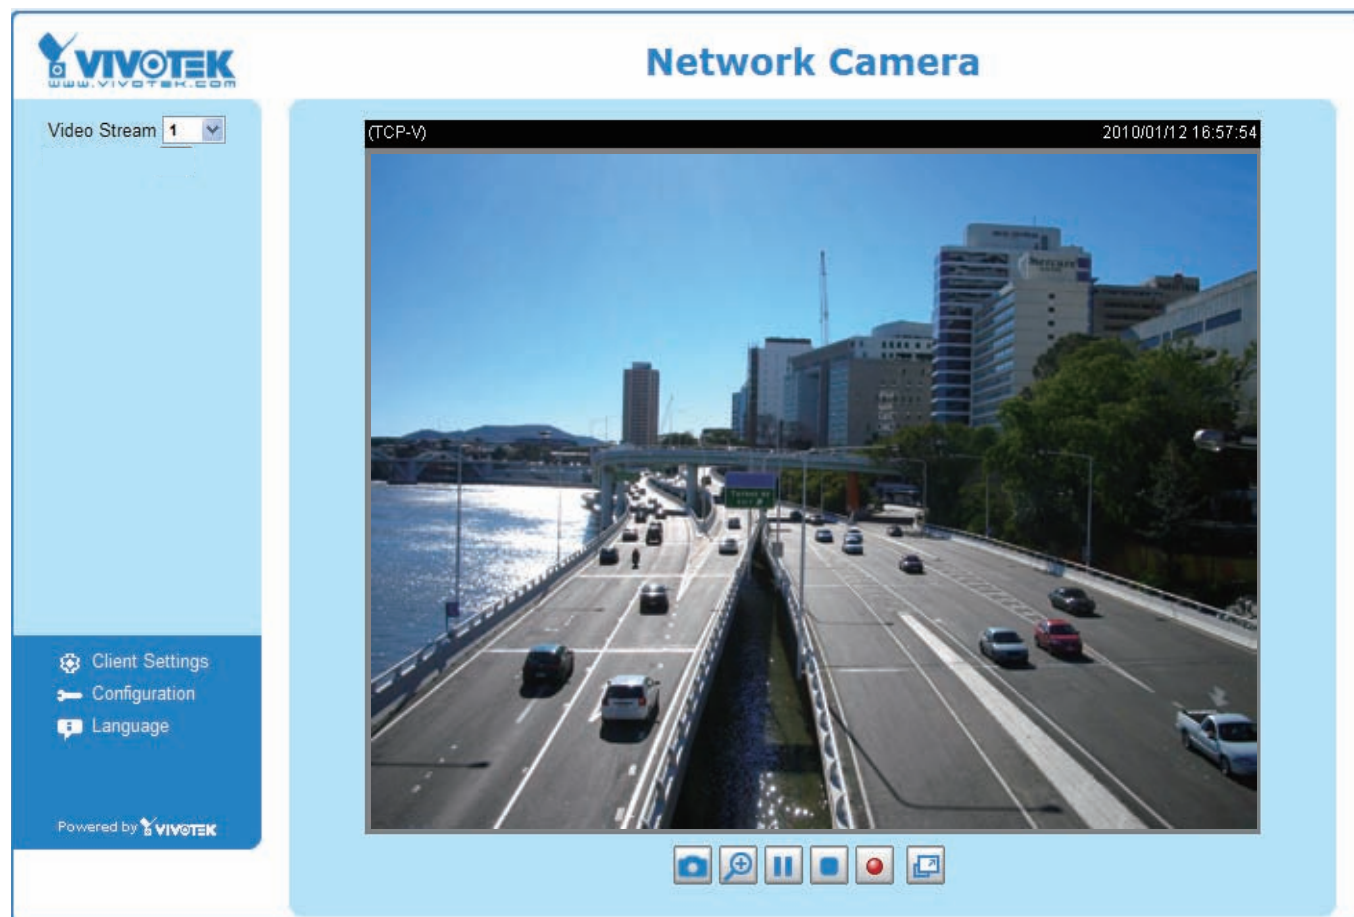 VIVOTEK
www.vivotek.com
Network Camera
Video Stream 1
(TCP-V)
2010/01/12 16:57:54
Mercure
Client Settings
Configuration
Language
Powered by VIVOTEK